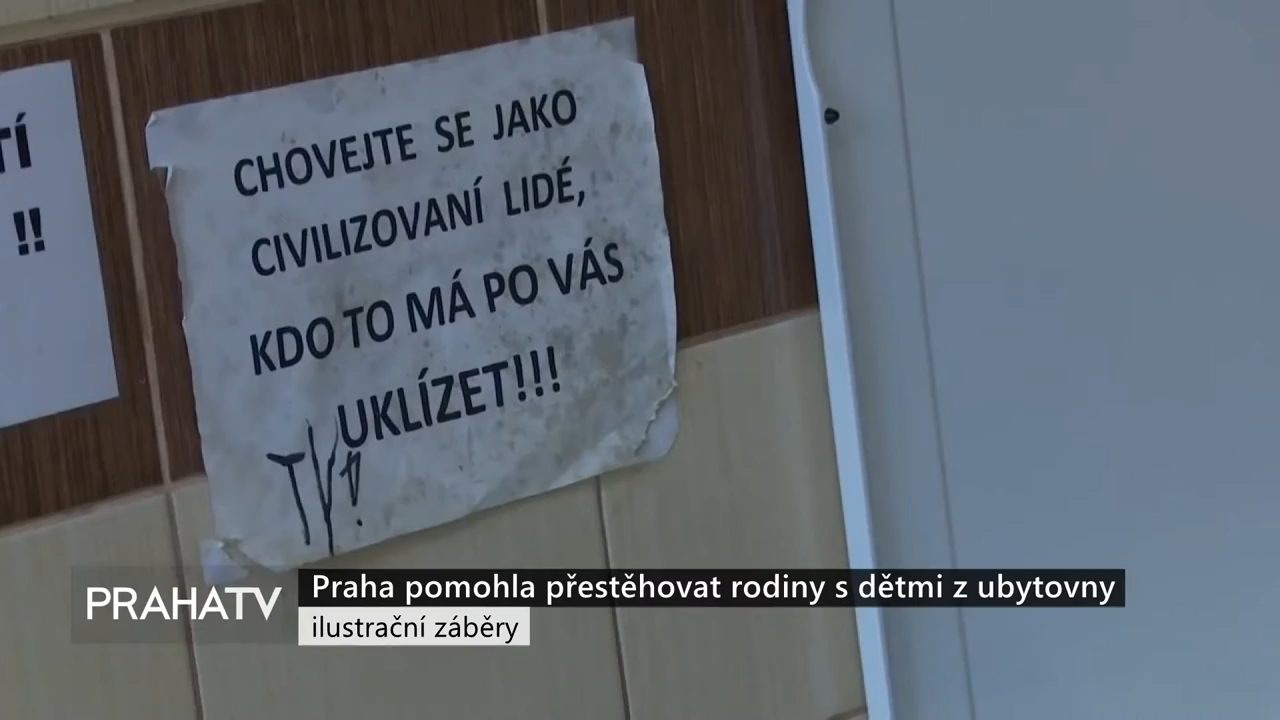 TÍ
!!
CHOVEJTE SE JAKO
CIVILIZOVANÍ LIDÉ,
KDO TO MÁ PO VÁS
UKLÍZET!!!
TY!
PRAHATV
Praha pomohla přestěhovat rodiny s dětmi z ubytovny
ilustrační záběry